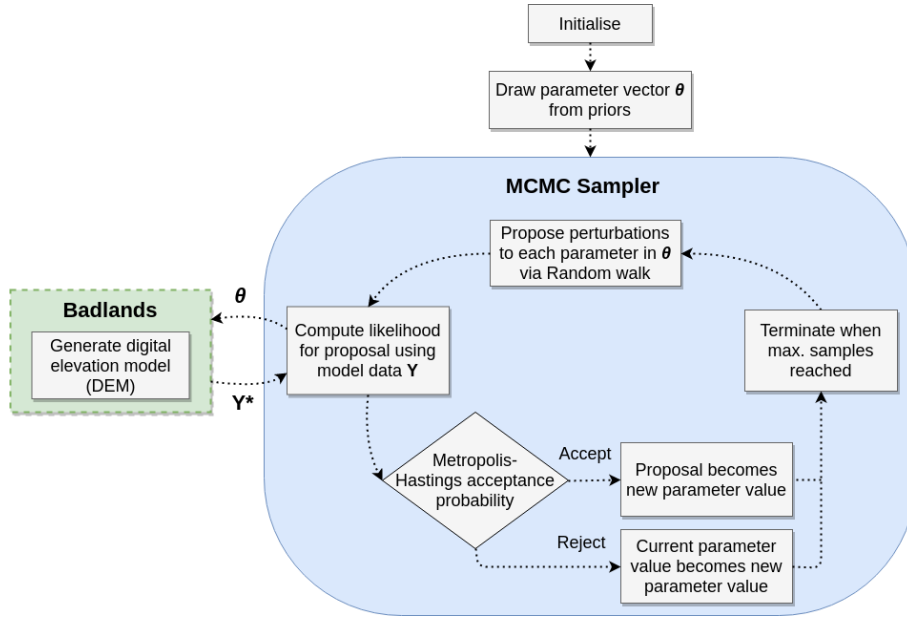 Initialise
Draw parameter vector θ
from priors
MCMC Sampler
Propose perturbations
to each parameter in θ
via Random walk
θ
Badlands
Generate digital
elevation model
(DEM)
Y*
Compute likelihood
for proposal using
model data Y
Terminate when
max. samples
reached
Metropolis-
Hastings acceptance
probability
Accept
Proposal becomes
new parameter value
Reject
Current parameter
value becomes new
parameter value